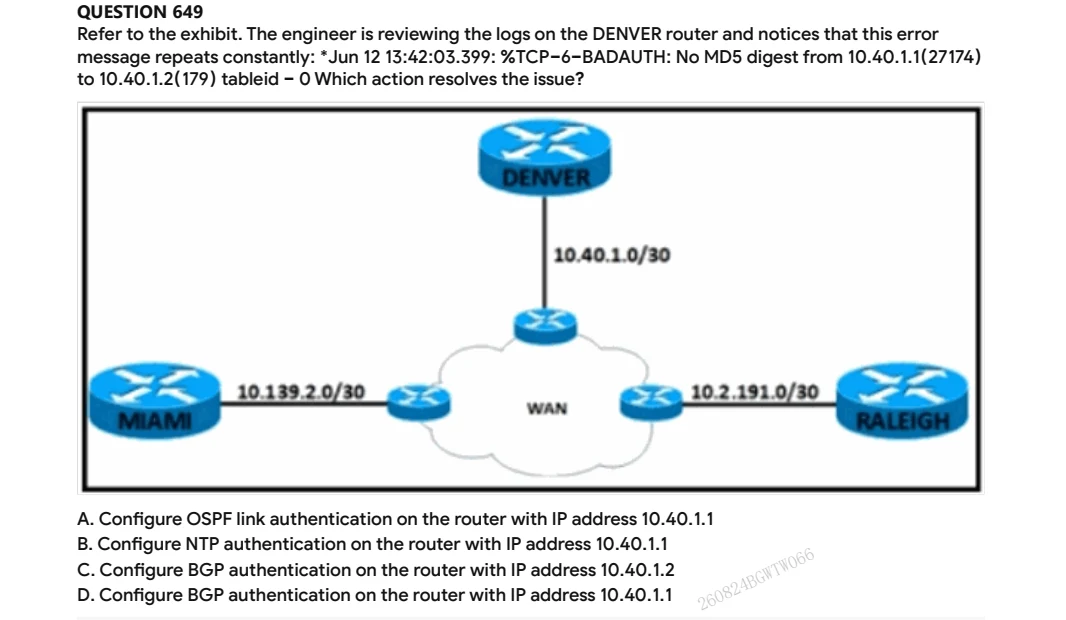 QUESTION 649
Refer to the exhibit. The engineer is reviewing the logs on the DENVER router and notices that this error
message repeats constantly: *Jun 12 13:42:03.399: %TCP-6-BADAUTH: No MD5 digest from 10.40.1.1(27174)
to 10.40.1.2(179) tableid - 0 Which action resolves the issue?
DENVER
10.40.1.0/30
10.139.2.0/30
10.2.191.0/30
WAN
MIAMI
RALEIGH
A. Configure OSPF link authentication on the router with IP address 10.40.1.1
B. Configure NTP authentication on the router with IP address 10.40.1.1
C. Configure BGP authentication on the router with IP address 10.40.1.2
D. Configure BGP authentication on the router with IP address 10.40.1.1
260824BGWTW066